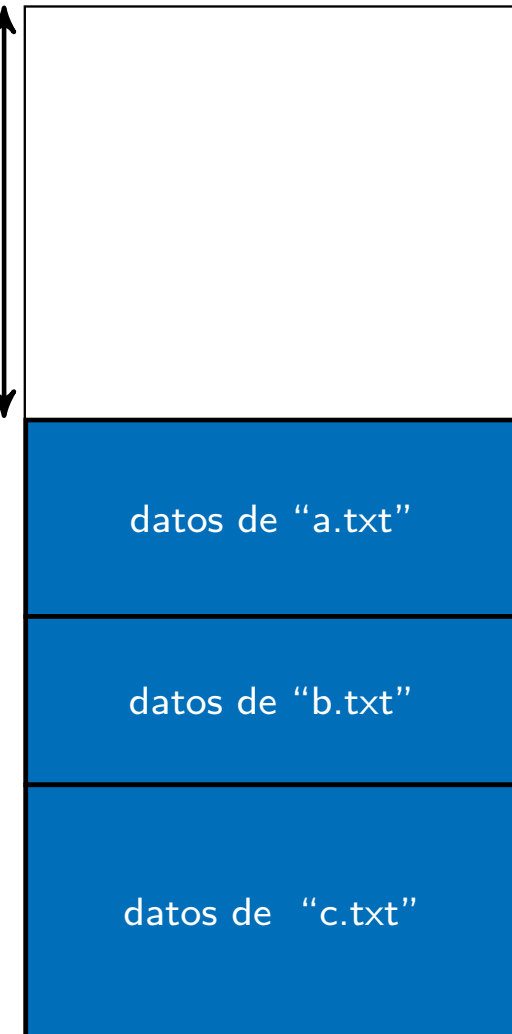 datos de “a.txt”
datos de “b.txt”
datos de “c.txt”